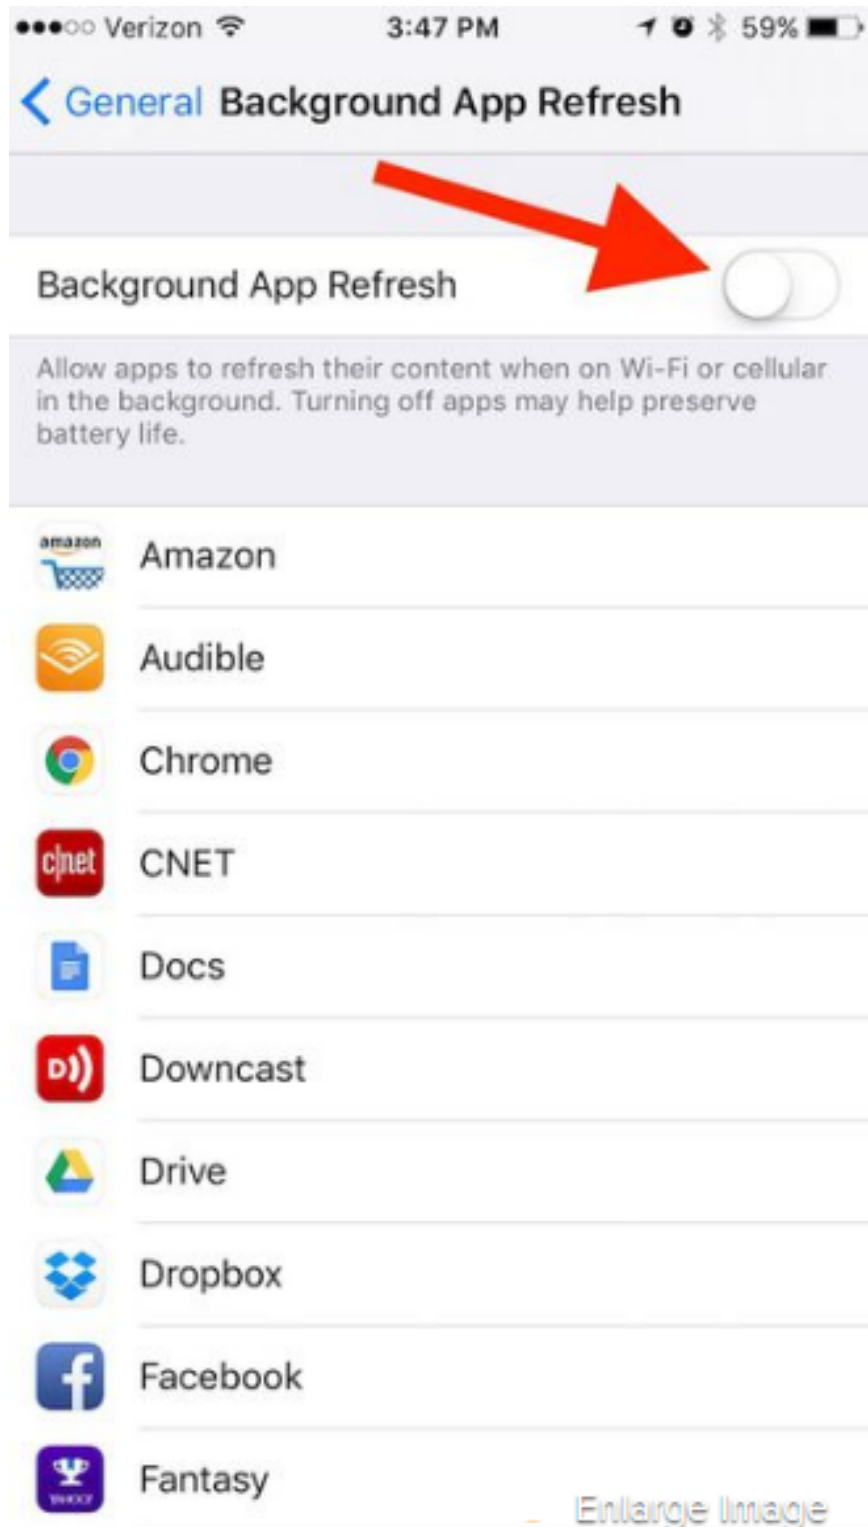 Verizon 3:47 PM 59%
General Background App Refresh
Background App Refresh
Allow apps to refresh their content when on Wi-Fi or cellular
in the background. Turning off apps may help preserve
battery life.
amazon Amazon
Audible
Chrome
c|net CNET
Docs
D Downcast
Drive
Dropbox
f Facebook
YAHOO! Fantasy
Enlarge Image